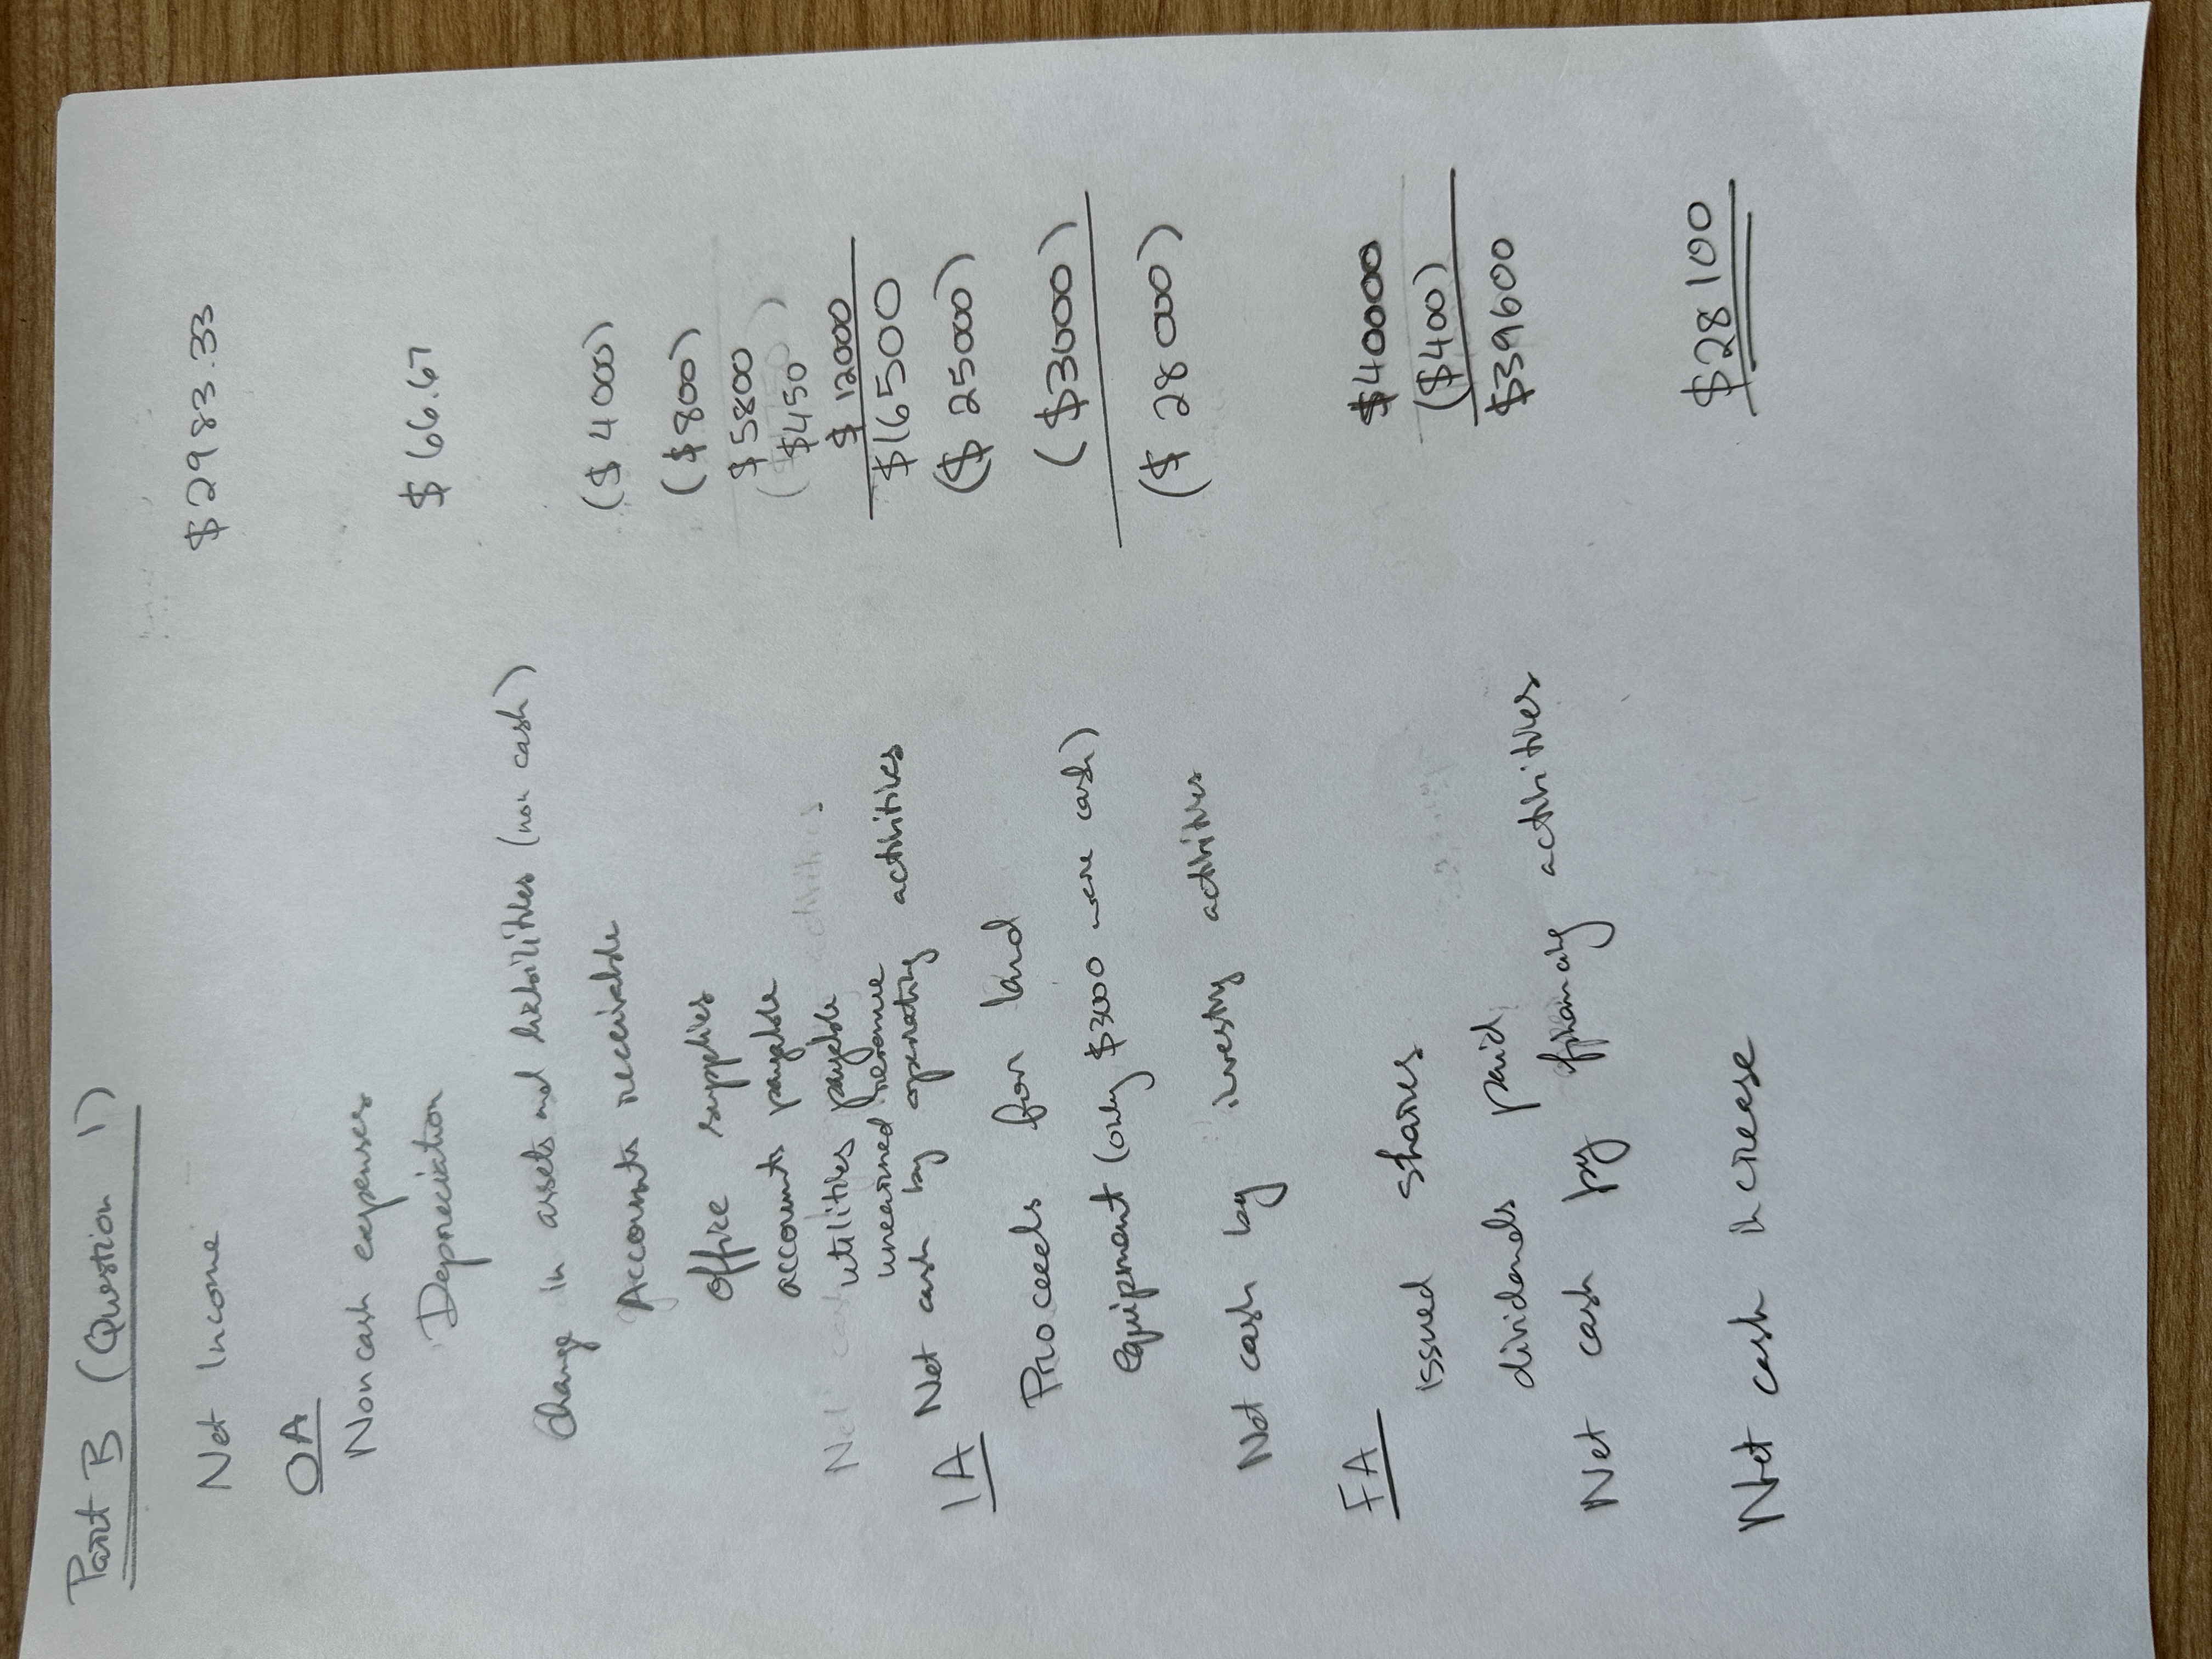 Part B (Question 1)
Net Income $2983.33
OA
Noncash expenses
Depreciation $66.67
Change in assets and liabilities (non cash)
Accounts receivable ($4000)
office supplies ($800)
accounts payable $5800
utilities payable $450
unearned revenue $12000
Net cash by operating activities $16500
IA
Proceeds for land ($25000)
equipment (only $3000 were cash) ($3000)
Net cash by investing activities ($28000)
FA
issued shares $40000
dividends paid ($400)
Net cash by financing activities $39600
Net cash increase $28100